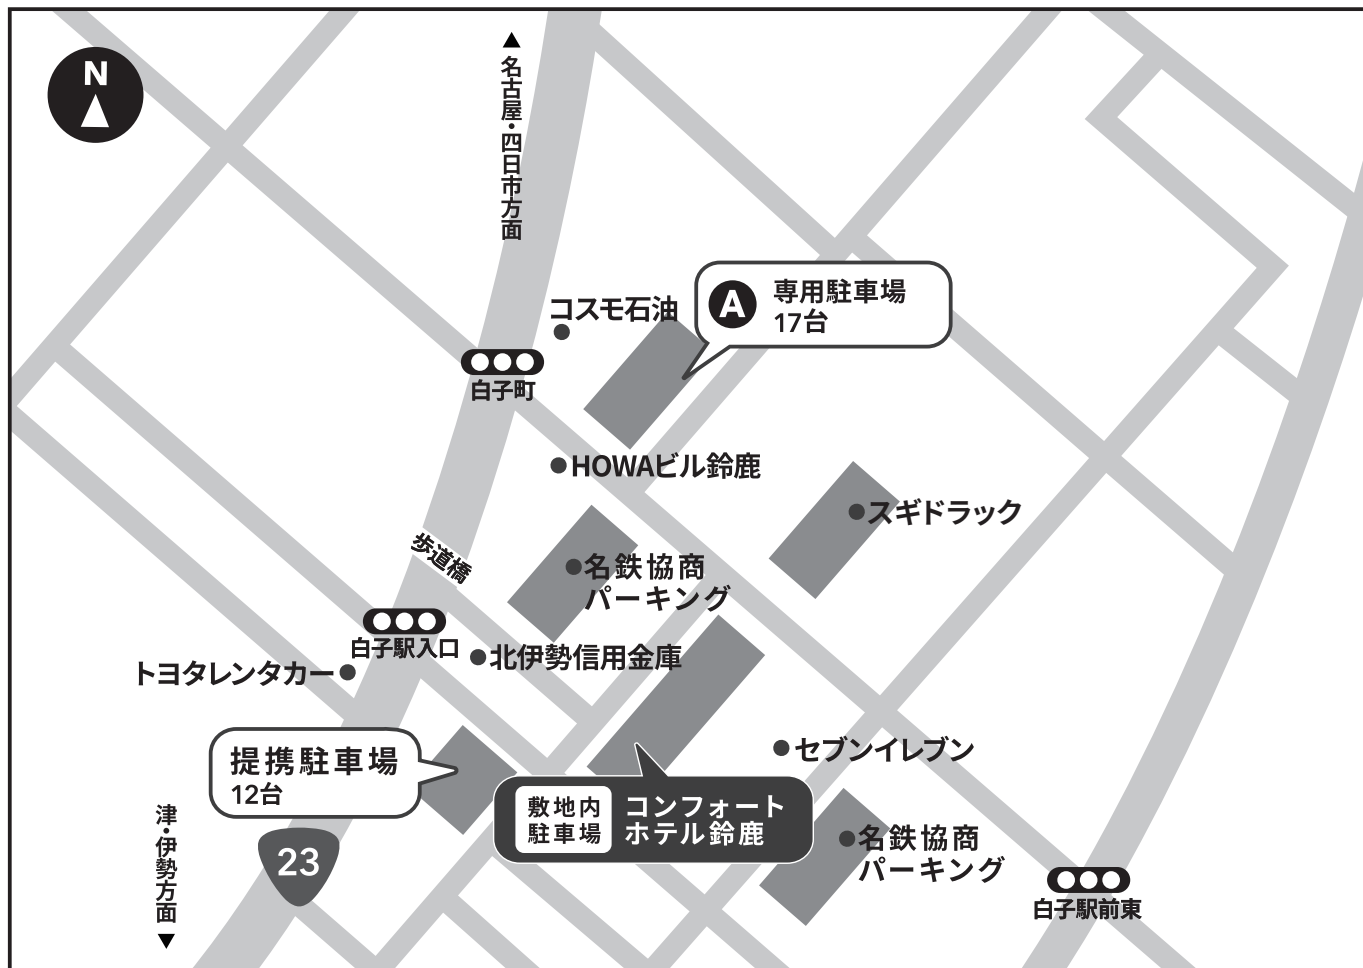 N
名古屋・四日市方面
コスモ石油
A
専用駐車場
17台
白子町
HOWAビル鈴鹿
スギドラック
歩道橋
名鉄協商
パーキング
白子駅入口
北伊勢信用金庫
トヨタレンタカー
提携駐車場
12台
セブンイレブン
敷地内
駐車場
コンフォート
ホテル鈴鹿
津・伊勢方面
23
名鉄協商
パーキング
白子駅前東